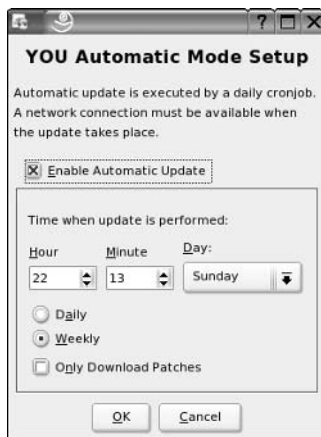 YOU Automatic Mode Setup
Automatic update is executed by a daily cronjob.
A network connection must be available when
the update takes place.
Enable Automatic Update
Time when update is performed:
Hour Minute Day:
22 13 Sunday
Daily
Weekly
Only Download Patches
OK Cancel